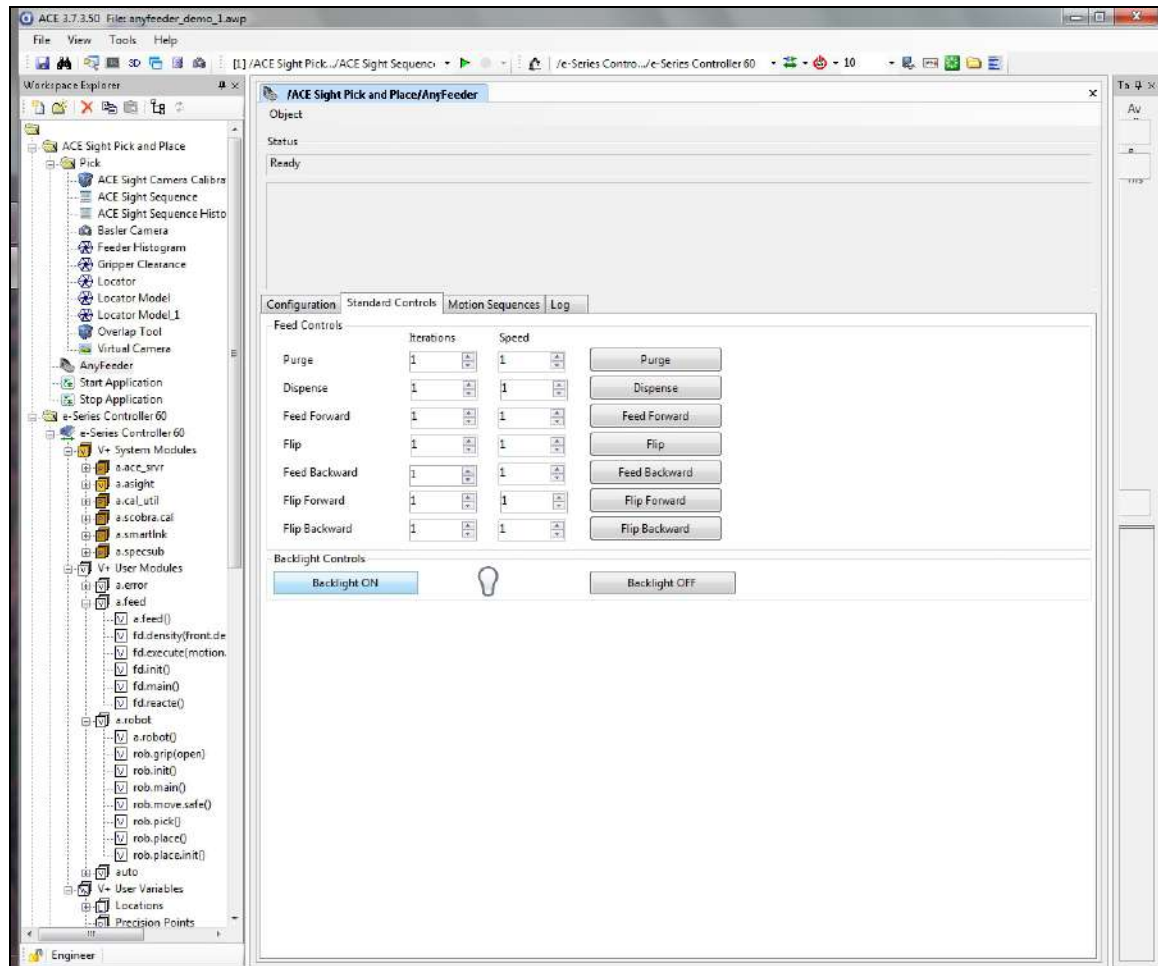 ACE 3.7.3.50 File: anyfeeder_demo_1.awp
File View Tools Help
[1] /ACE Sight Pick.../ACE Sight Sequenc /e-Series Contro.../e-Series Controller 60 10
Workspace Explorer
ACE Sight Pick and Place
Pick
ACE Sight Camera Calibra
ACE Sight Sequence
ACE Sight Sequence Histo
Basler Camera
Feeder Histogram
Gripper Clearance
Locator
Locator Model
Locator Model_1
Overlap Tool
Virtual Camera
AnyFeeder
Start Application
Stop Application
e-Series Controller 60
e-Series Controller 60
V+ System Modules
a.ace_srvr
a.asight
a.cal_util
a.scobra.cal
a.smartlnk
a.specsub
V+ User Modules
a.error
a.feed
a.feed()
fd.density(front.de
fd.execute(motion.
fd.init()
fd.main()
fd.reacte()
a.robot
a.robot()
rob.grip(open)
rob.init()
rob.main()
rob.move.safe()
rob.pick()
rob.place()
rob.place.init()
auto
V+ User Variables
Locations
Precision Points
Engineer
/ACE Sight Pick and Place/AnyFeeder
Object
Status
Ready
Configuration Standard Controls Motion Sequences Log
Feed Controls
Iterations Speed
Purge 1 1 Purge
Dispense 1 1 Dispense
Feed Forward 1 1 Feed Forward
Flip 1 1 Flip
Feed Backward 1 1 Feed Backward
Flip Forward 1 1 Flip Forward
Flip Backward 1 1 Flip Backward
Backlight Controls
Backlight ON Backlight OFF
Ta
Av